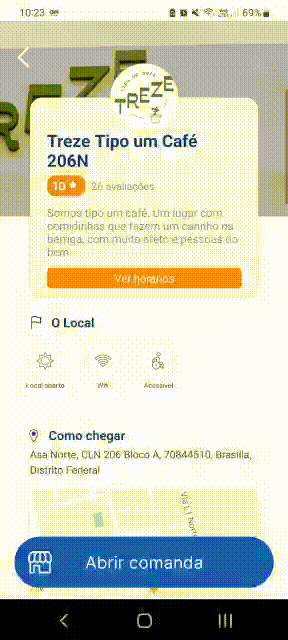 10:23
69%
TREZE
TREZE
Treze Tipo um Café
206N
10 ★ 26 avaliações
Somos tipo um café. Um lugar com
comidinhas que fazem um carinho na
barriga, com muito afeto e pessoas do
bem.
Ver horários
O Local
Local aberto Wifi Acessível
Como chegar
Asa Norte, CLN 206 Bloco A, 70844510, Brasília,
Distrito Federal
Via L1 Norte
Abrir comanda